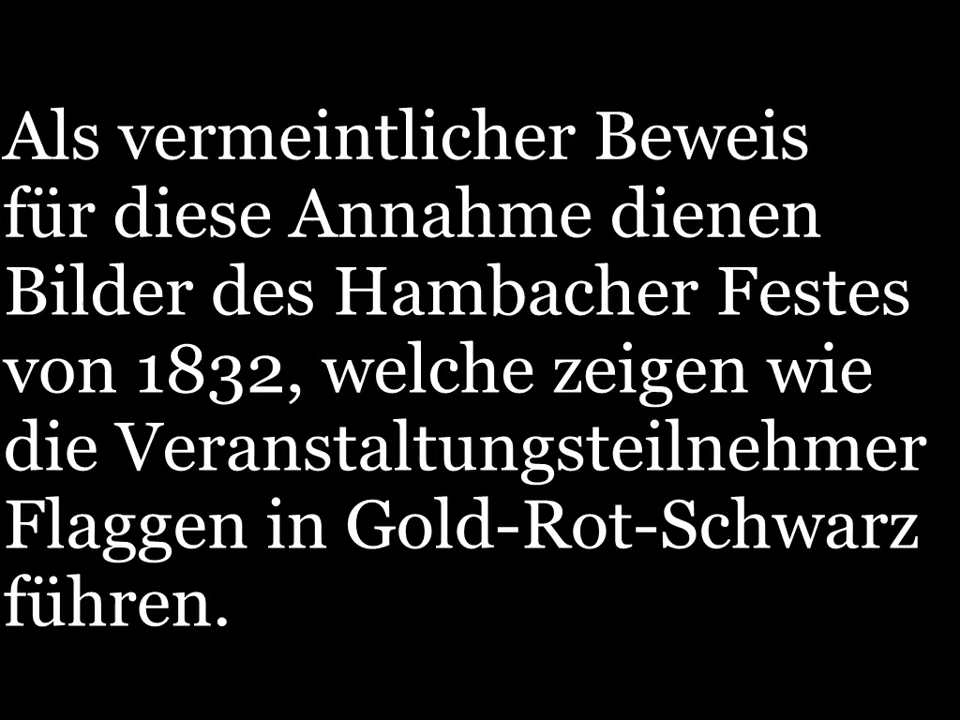 Als vermeintlicher Beweis
für diese Annahme dienen
Bilder des Hambacher Festes
von 1832, welche zeigen wie
die Veranstaltungsteilnehmer
Flaggen in Gold-Rot-Schwarz
führen.